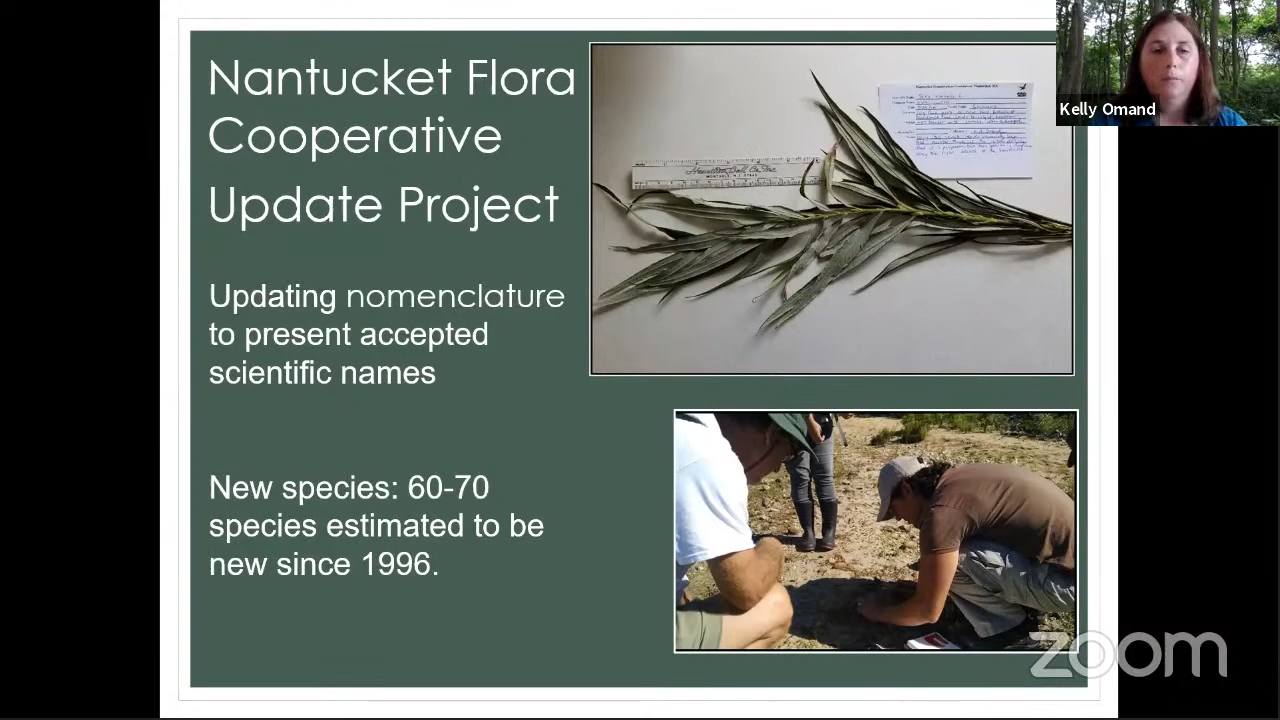 Nantucket Flora
Cooperative
Update Project
Updating nomenclature
to present accepted
scientific names
New species: 60-70
species estimated to be
new since 1996.
Kelly Omand
zoom